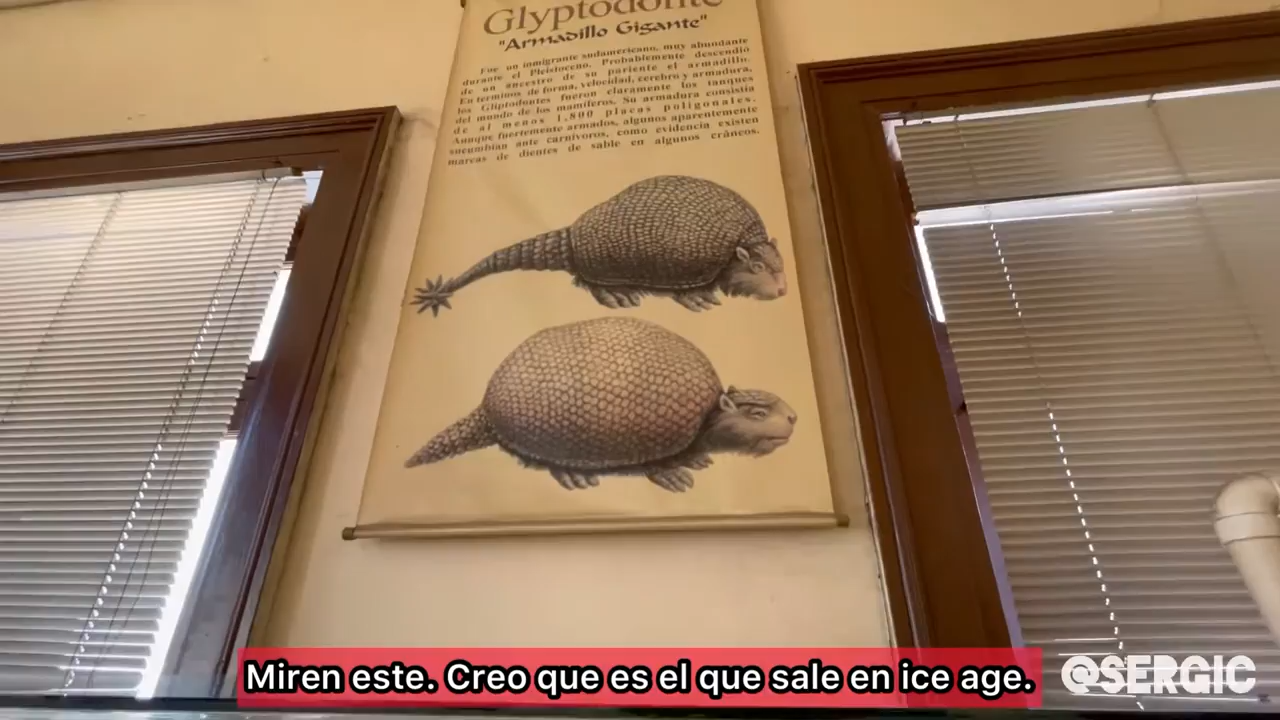 Glyptodonte
"Armadillo Gigante"
Fue un inmigrante sudamericano, muy abundante
durante el Pleistoceno. Probablemente descendió
de un ancestro de su pariente el armadillo.
En terminos de forma, velocidad, cerebro y armadura,
los Gliptodontes fueron claramente los tanques
del mundo de los mamíferos. Su armadura consistía
de al menos 1,800 placas poligonales.
Aunque fuertemente armados, algunos aparentemente
sucumbían ante carnívoros, como evidencia existen
marcas de dientes de sable en algunos cráneos.
Miren este. Creo que es el que sale en ice age.
@SERGIC